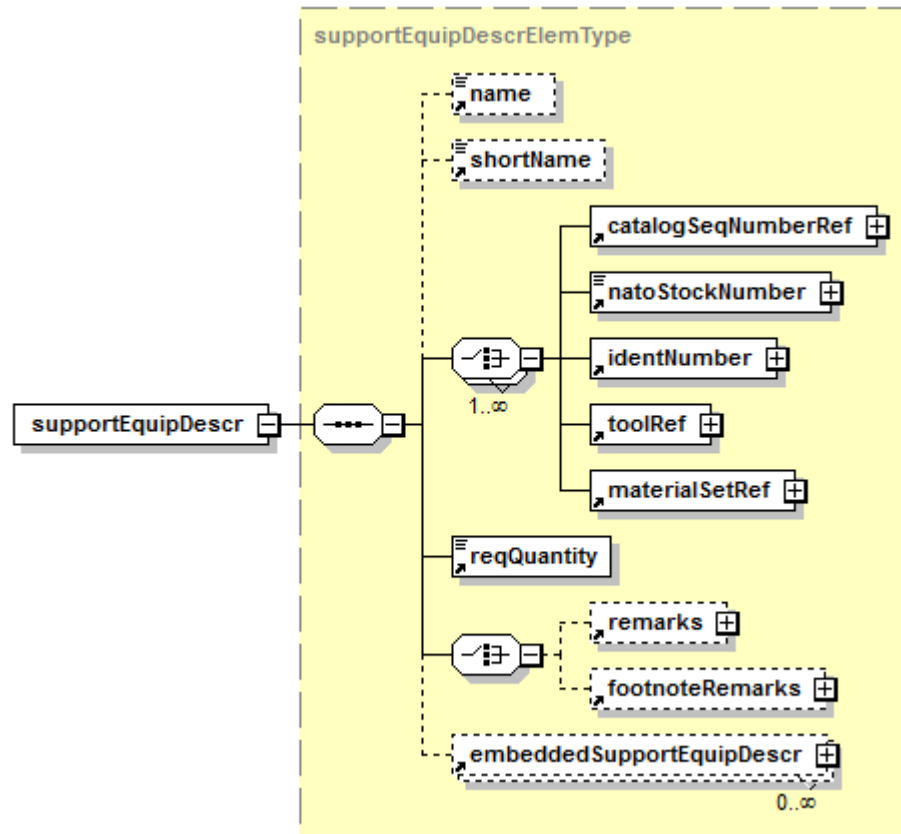 supportEquipDescrElemType
name
shortName
catalogSeqNumberRef
natoStockNumber
identNumber
1..∞
toolRef
supportEquipDescr
materialSetRef
reqQuantity
remarks
footnoteRemarks
embeddedSupportEquipDescr
0..∞